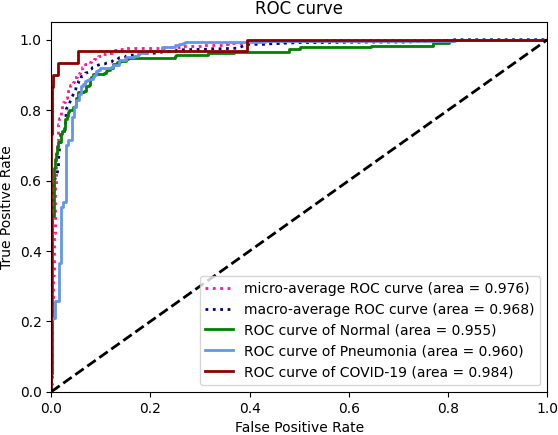 ROC curve
True Positive Rate
1.0
0.8
0.6
0.4
0.2
0.0
micro-average ROC curve (area = 0.976)
macro-average ROC curve (area = 0.968)
ROC curve of Normal (area = 0.955)
ROC curve of Pneumonia (area = 0.960)
ROC curve of COVID-19 (area = 0.984)
0.0 0.2 0.4 0.6 0.8 1.0
False Positive Rate